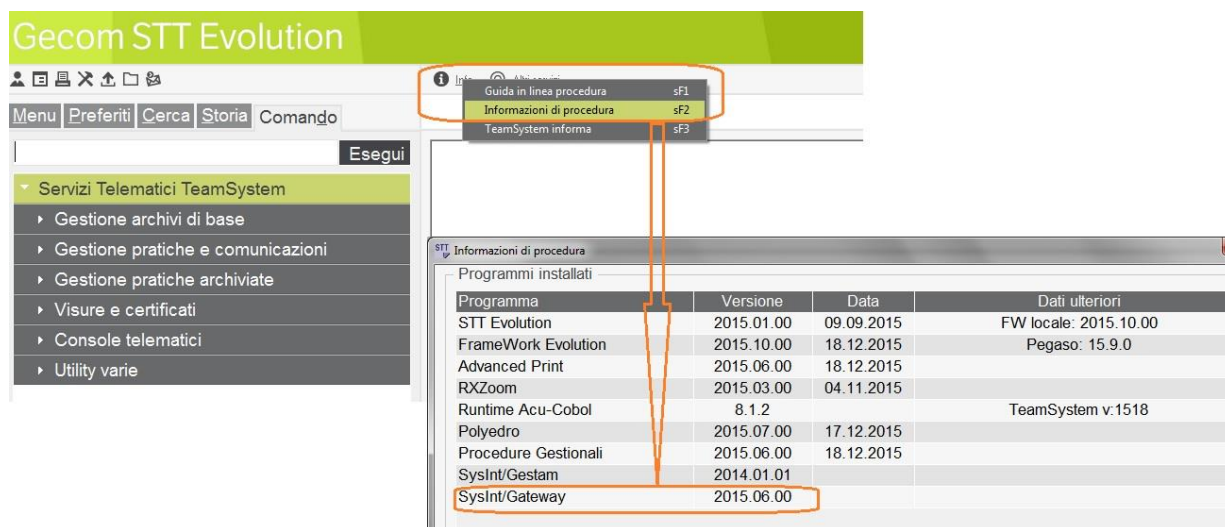 Gecom STT Evolution
Info
Guida in linea procedura sF1
Informazioni di procedura sF2
TeamSystem informa sF3
Menu Preferiti Cerca Storia Comando
Esegui
Servizi Telematici TeamSystem
Gestione archivi di base
Gestione pratiche e comunicazioni
Gestione pratiche archiviate
Visure e certificati
Console telematici
Utility varie
STT Informazioni di procedura
Programmi installati
Programma Versione Data Dati ulteriori
STT Evolution 2015.01.00 09.09.2015 FW locale: 2015.10.00
FrameWork Evolution 2015.10.00 18.12.2015 Pegaso: 15.9.0
Advanced Print 2015.06.00 18.12.2015
RXZoom 2015.03.00 04.11.2015
Runtime Acu-Cobol 8.1.2 TeamSystem v:1518
Polyedro 2015.07.00 17.12.2015
Procedure Gestionali 2015.06.00 18.12.2015
SysInt/Gestam 2014.01.01
SysInt/Gateway 2015.06.00